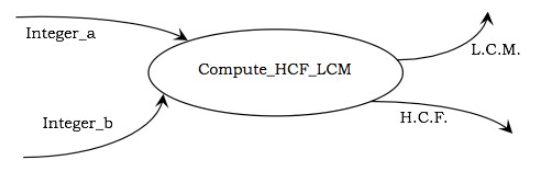 Integer_a
L.C.M.
Compute_HCF_LCM
H.C.F.
Integer_b